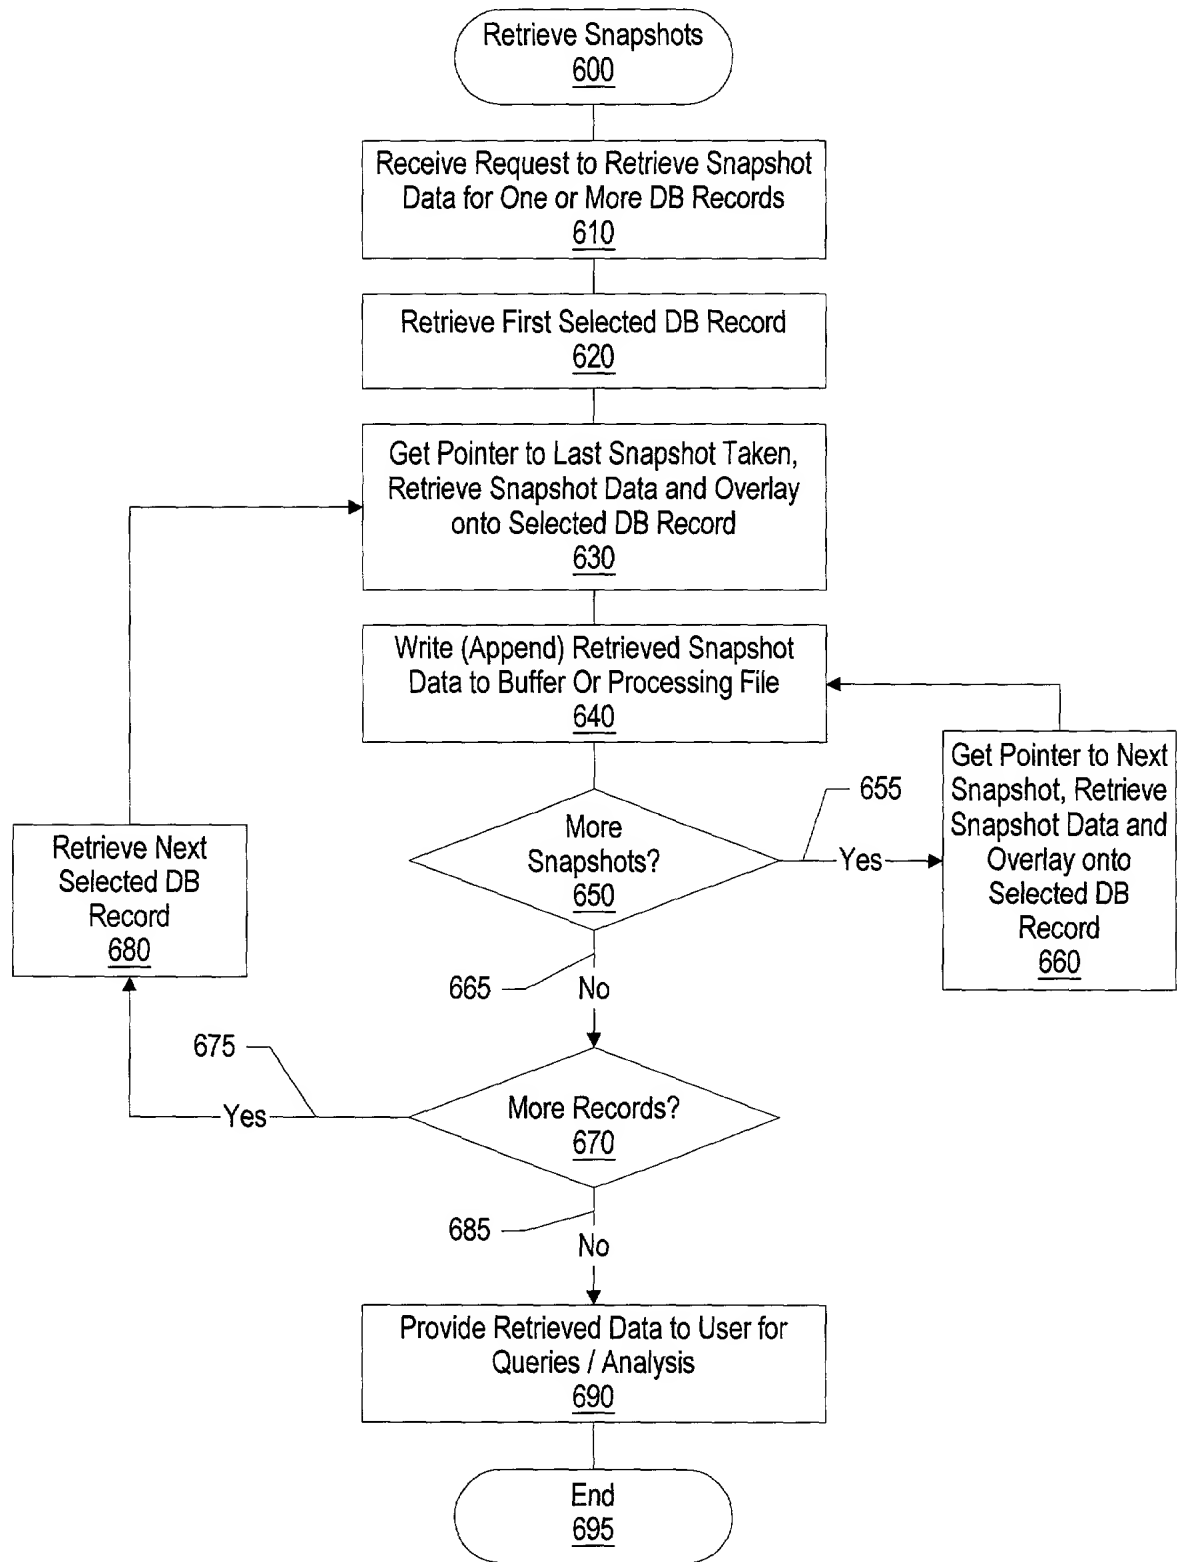 Retrieve Snapshots
600
Receive Request to Retrieve Snapshot
Data for One or More DB Records
610
Retrieve First Selected DB Record
620
Get Pointer to Last Snapshot Taken,
Retrieve Snapshot Data and Overlay
onto Selected DB Record
630
Write (Append) Retrieved Snapshot
Data to Buffer Or Processing File
640
More
Snapshots?
650
655
Yes
Get Pointer to Next
Snapshot, Retrieve
Snapshot Data and
Overlay onto
Selected DB
Record
660
Retrieve Next
Selected DB
Record
680
665
No
675
Yes
More Records?
670
685
No
Provide Retrieved Data to User for
Queries / Analysis
690
End
695